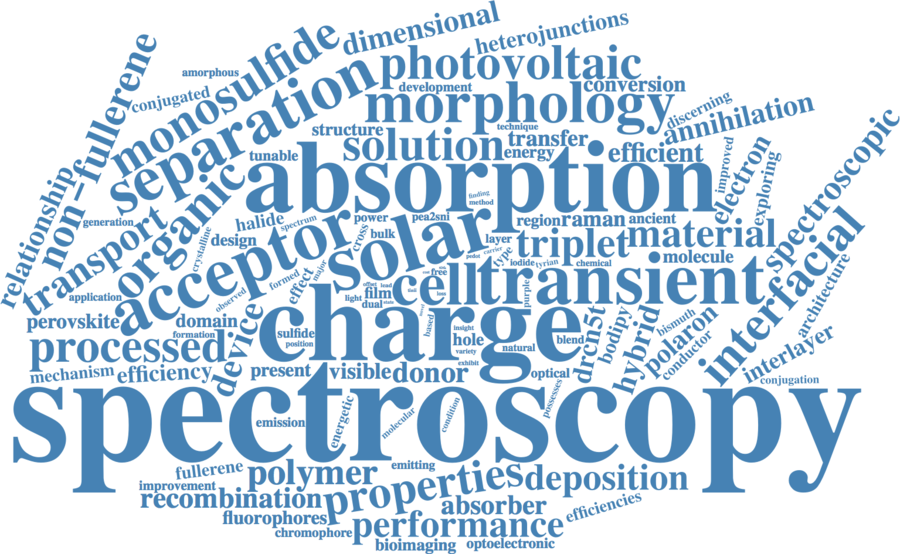 dimensional
heterojunctions
monosulfide
non-fullerene
amorphous
conjugated
photovoltaic
development
conversion
separation
morphology
discerning
annihilation
structure
technique
solution
transfer
energy
efficient
tunable
absorption
improved
electron
exploring
spectroscopic
relationship
organic
finding
method
generation
transport
halide
spectrum
power
pea2sni
region
raman
ancient
acceptor
solar
cross
bulk
design
crystalline
layer
triplet
material
molecule
type
pedot
carrier
iodide
tyrian
chemical
interfacial
effect
formed
major
free
cell
transient
offset
lead
film
light
dual
state
application
observed
purple
architecture
perovskite
domain
formation
charge
sulfide
position
based
insight
hole
variety
exhibit
natural
blend
drcn5t
bodipy
hybrid
bismuth
polaron
conductor
interlayer
processed
device
mechanism
efficiency
present
visible
donor
optical
possesses
conjugation
spectroscopy
emission
energetic
molecular
condition
fullerene
improvement
polymer
emitting
properties
deposition
recombination
absorber
efficiencies
fluorophores
performance
chromophore
bioimaging
optoelectronic